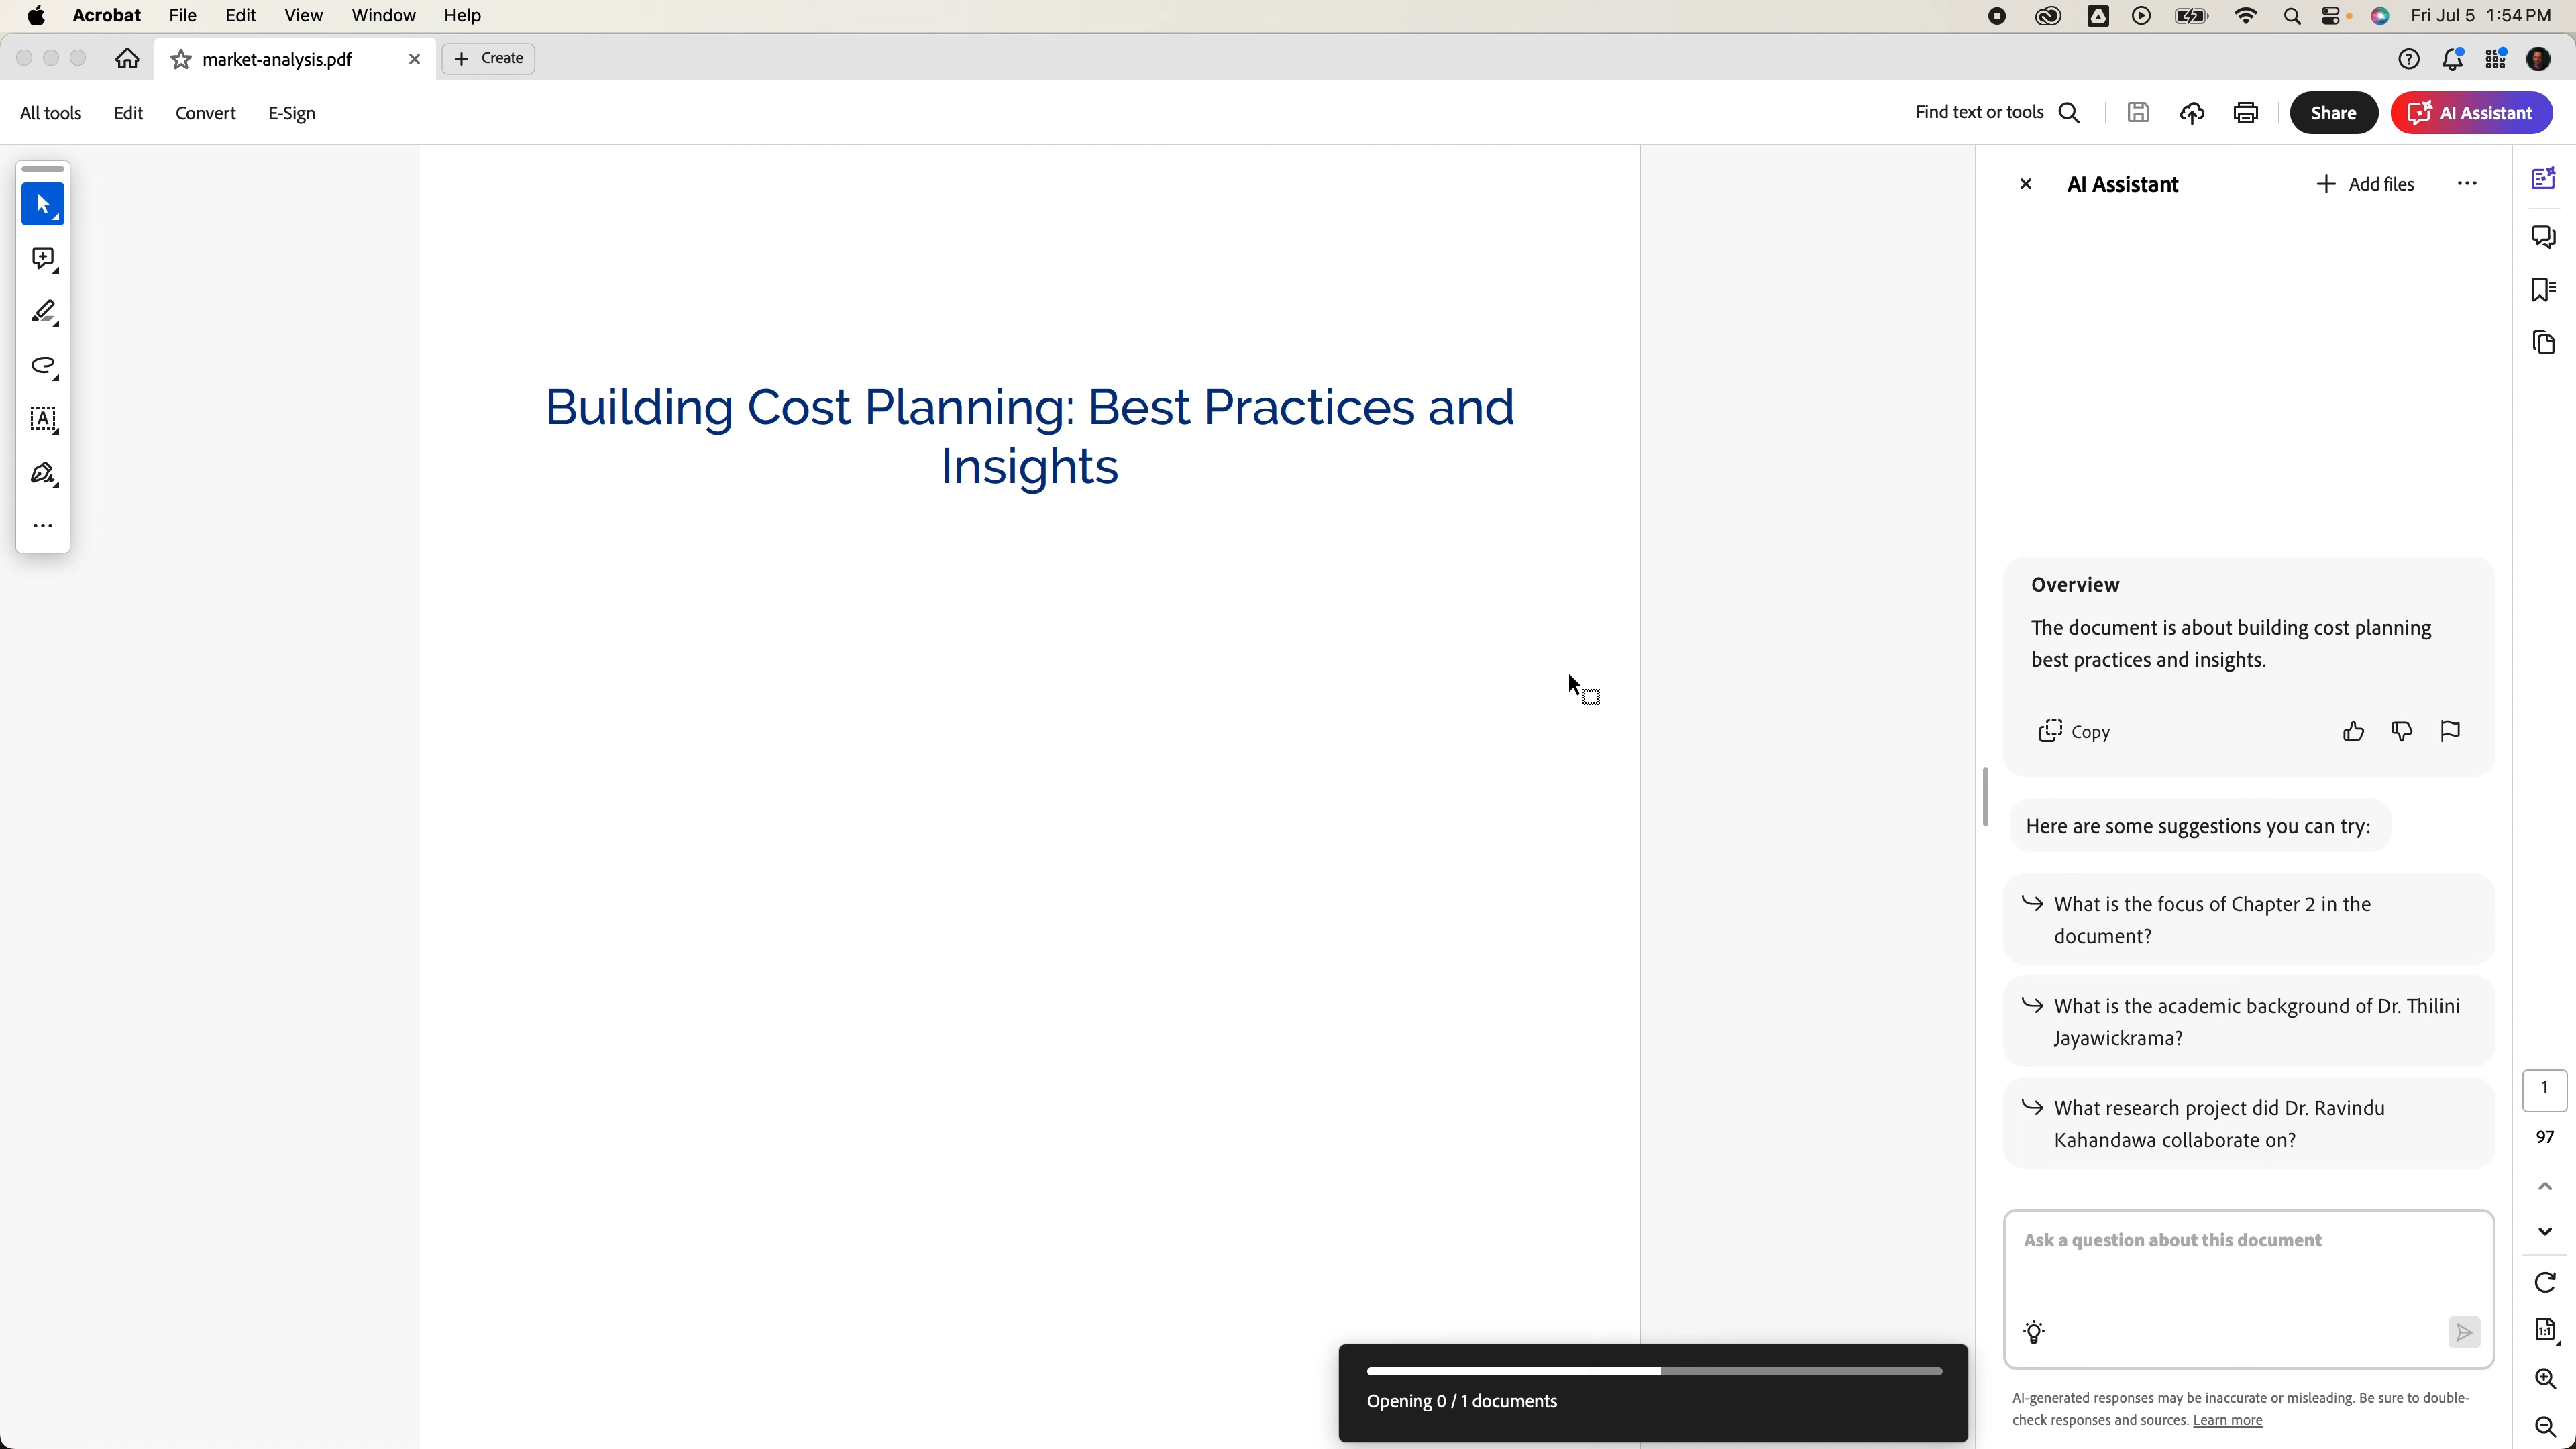 Acrobat File Edit View Window Help
Fri Jul 5 1:54 PM
market-analysis.pdf
Create
All tools Edit Convert E-Sign
Find text or tools
Share
AI Assistant
AI Assistant
Add files
Building Cost Planning: Best Practices and
Insights
Overview
The document is about building cost planning
best practices and insights.
Copy
Here are some suggestions you can try:
What is the focus of Chapter 2 in the
document?
What is the academic background of Dr. Thilini
Jayawickrama?
What research project did Dr. Ravindu
Kahandawa collaborate on?
1
97
Ask a question about this document
Opening 0 / 1 documents
AI-generated responses may be inaccurate or misleading. Be sure to double-
check responses and sources. Learn more